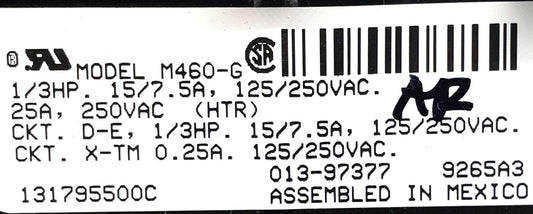 MODEL M460-G
1/3HP. 15/7.5A, 125/250VAC.
25A, 250VAC (HTR)
CKT. D-E, 1/3HP. 15/7.5A, 125/250VAC.
CKT. X-TM 0.25A. 125/250VAC.
013-97377 9265A3
131795500C ASSEMBLED IN MEXICO